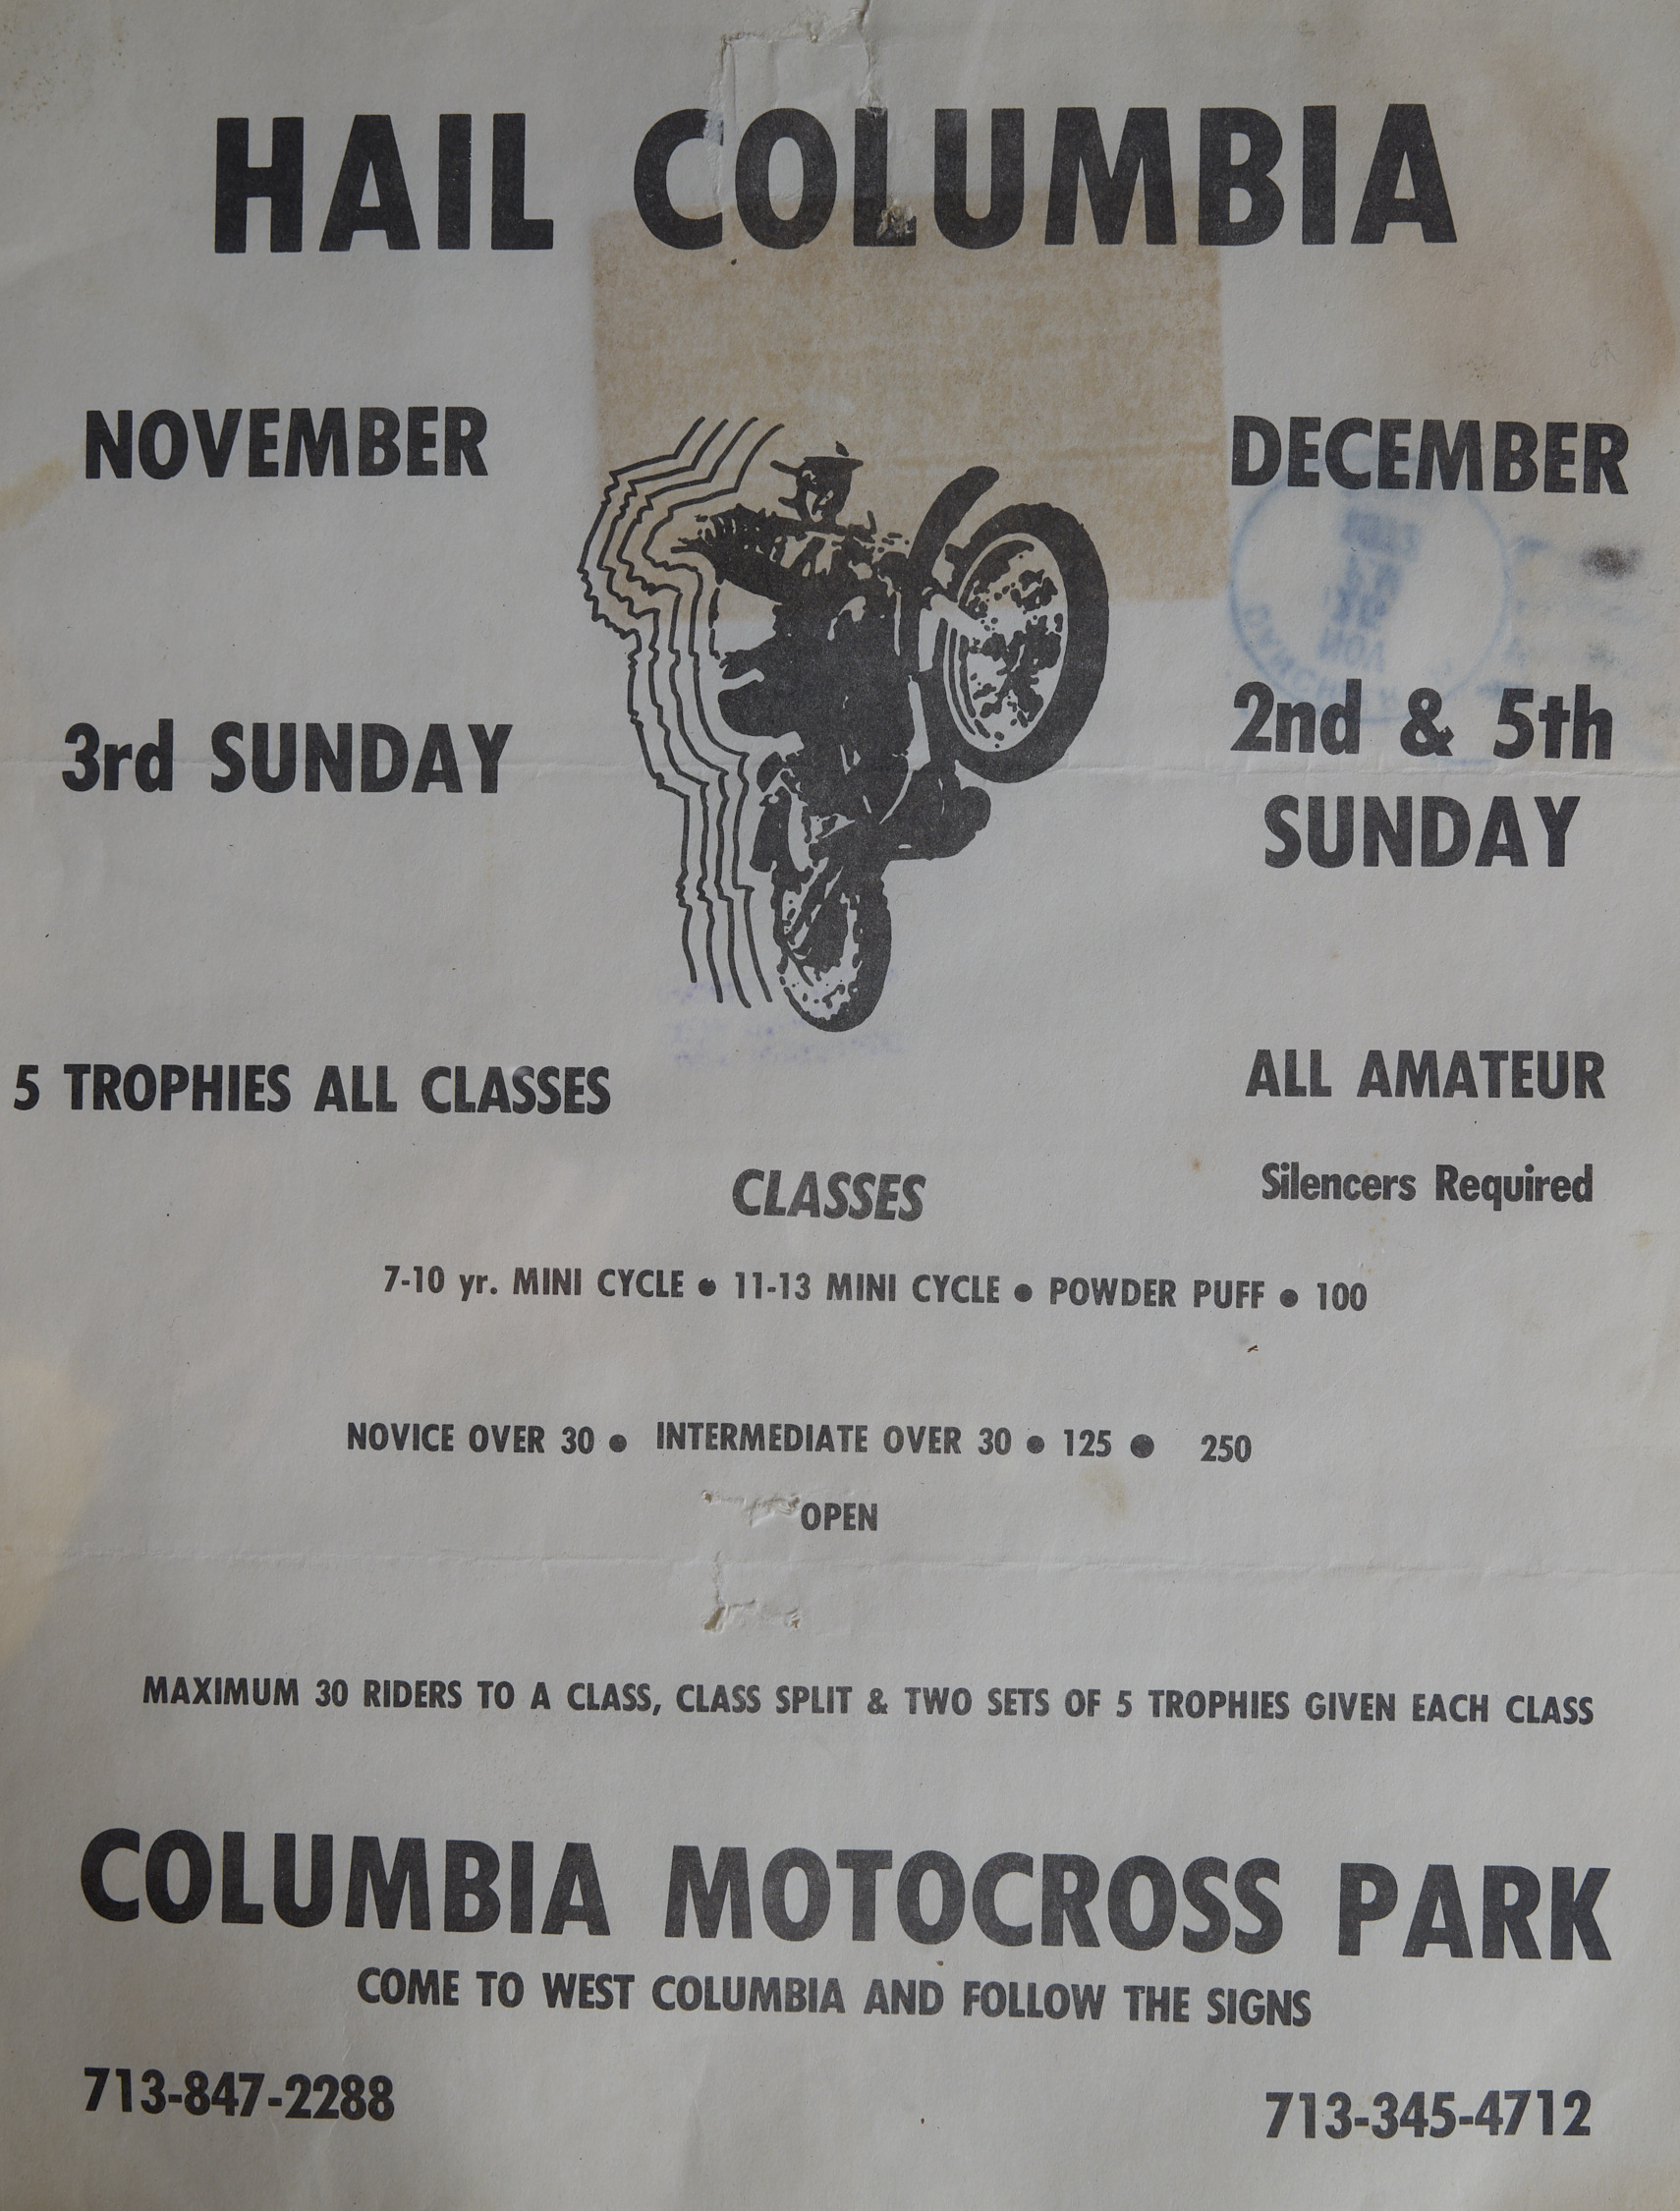 HAIL COLUMBIA
NOVEMBER
DECEMBER
3rd SUNDAY
2nd & 5th
SUNDAY
5 TROPHIES ALL CLASSES
ALL AMATEUR
Silencers Required
CLASSES
7-10 yr. MINI CYCLE • 11-13 MINI CYCLE • POWDER PUFF • 100
NOVICE OVER 30 • INTERMEDIATE OVER 30 • 125 • 250
OPEN
MAXIMUM 30 RIDERS TO A CLASS, CLASS SPLIT & TWO SETS OF 5 TROPHIES GIVEN EACH CLASS
COLUMBIA MOTOCROSS PARK
COME TO WEST COLUMBIA AND FOLLOW THE SIGNS
713-847-2288
713-345-4712